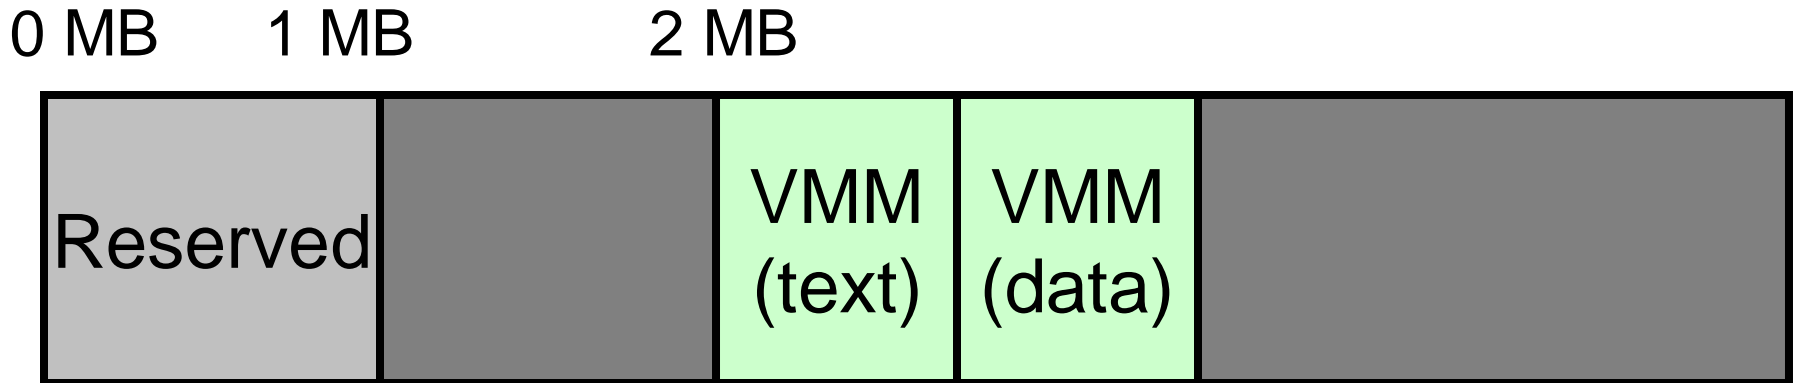 0 MB 1 MB 2 MB
Reserved
VMM
(text)
VMM
(data)